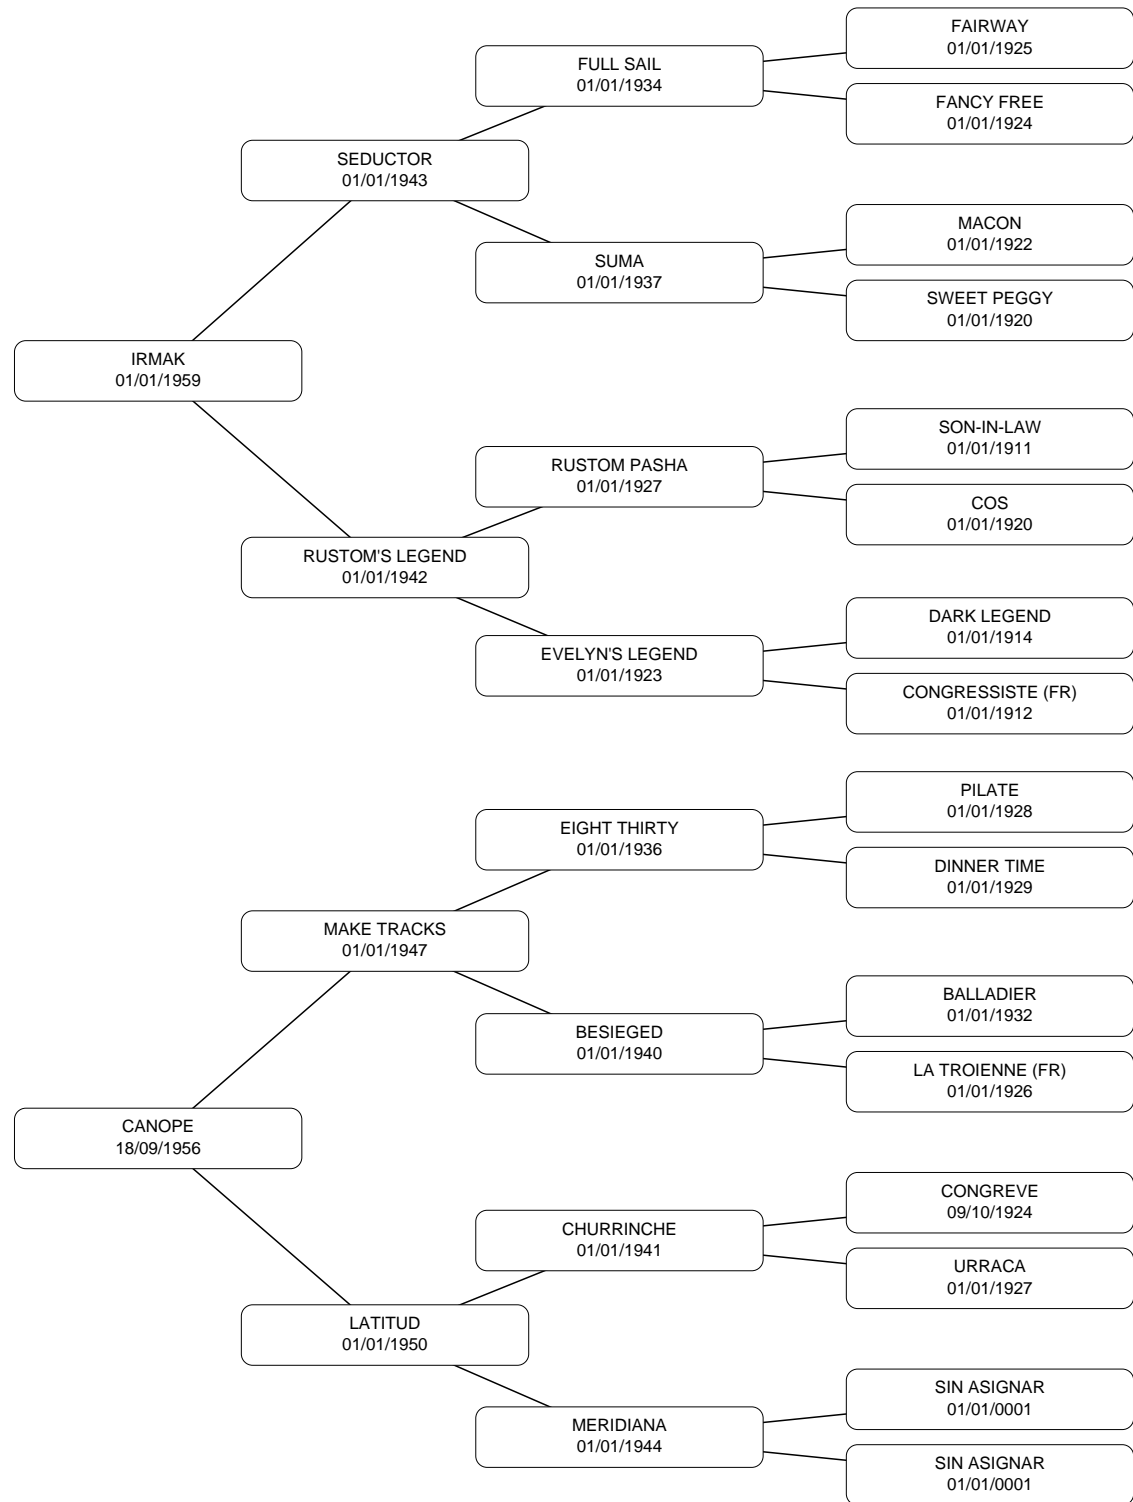 FAIRWAY
01/01/1925
FULL SAIL
01/01/1934
FANCY FREE
01/01/1924
SEDUCTOR
01/01/1943
MACON
01/01/1922
SUMA
01/01/1937
SWEET PEGGY
01/01/1920
IRMAK
01/01/1959
SON-IN-LAW
01/01/1911
RUSTOM PASHA
01/01/1927
COS
01/01/1920
RUSTOM'S LEGEND
01/01/1942
DARK LEGEND
01/01/1914
EVELYN'S LEGEND
01/01/1923
CONGRESSISTE (FR)
01/01/1912
PILATE
01/01/1928
EIGHT THIRTY
01/01/1936
DINNER TIME
01/01/1929
MAKE TRACKS
01/01/1947
BALLADIER
01/01/1932
BESIEGED
01/01/1940
LA TROIENNE (FR)
01/01/1926
CANOPE
18/09/1956
CONGREVE
09/10/1924
CHURRINCHE
01/01/1941
URRACA
01/01/1927
LATITUD
01/01/1950
SIN ASIGNAR
01/01/0001
MERIDIANA
01/01/1944
SIN ASIGNAR
01/01/0001